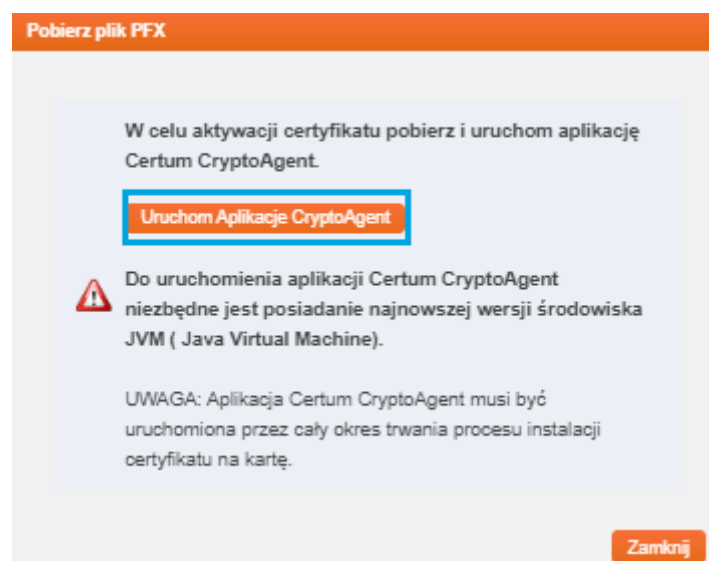 Pobierz plik PFX
W celu aktywacji certyfikatu pobierz i uruchom aplikację
Certum CryptoAgent.
Uruchom Aplikacje CryptoAgent
Do uruchomienia aplikacji Certum CryptoAgent
niezbędne jest posiadanie najnowszej wersji środowiska
JVM ( Java Virtual Machine).
UWAGA: Aplikacja Certum CryptoAgent musi być
uruchomiona przez cały okres trwania procesu instalacji
certyfikatu na kartę.
Zamknij